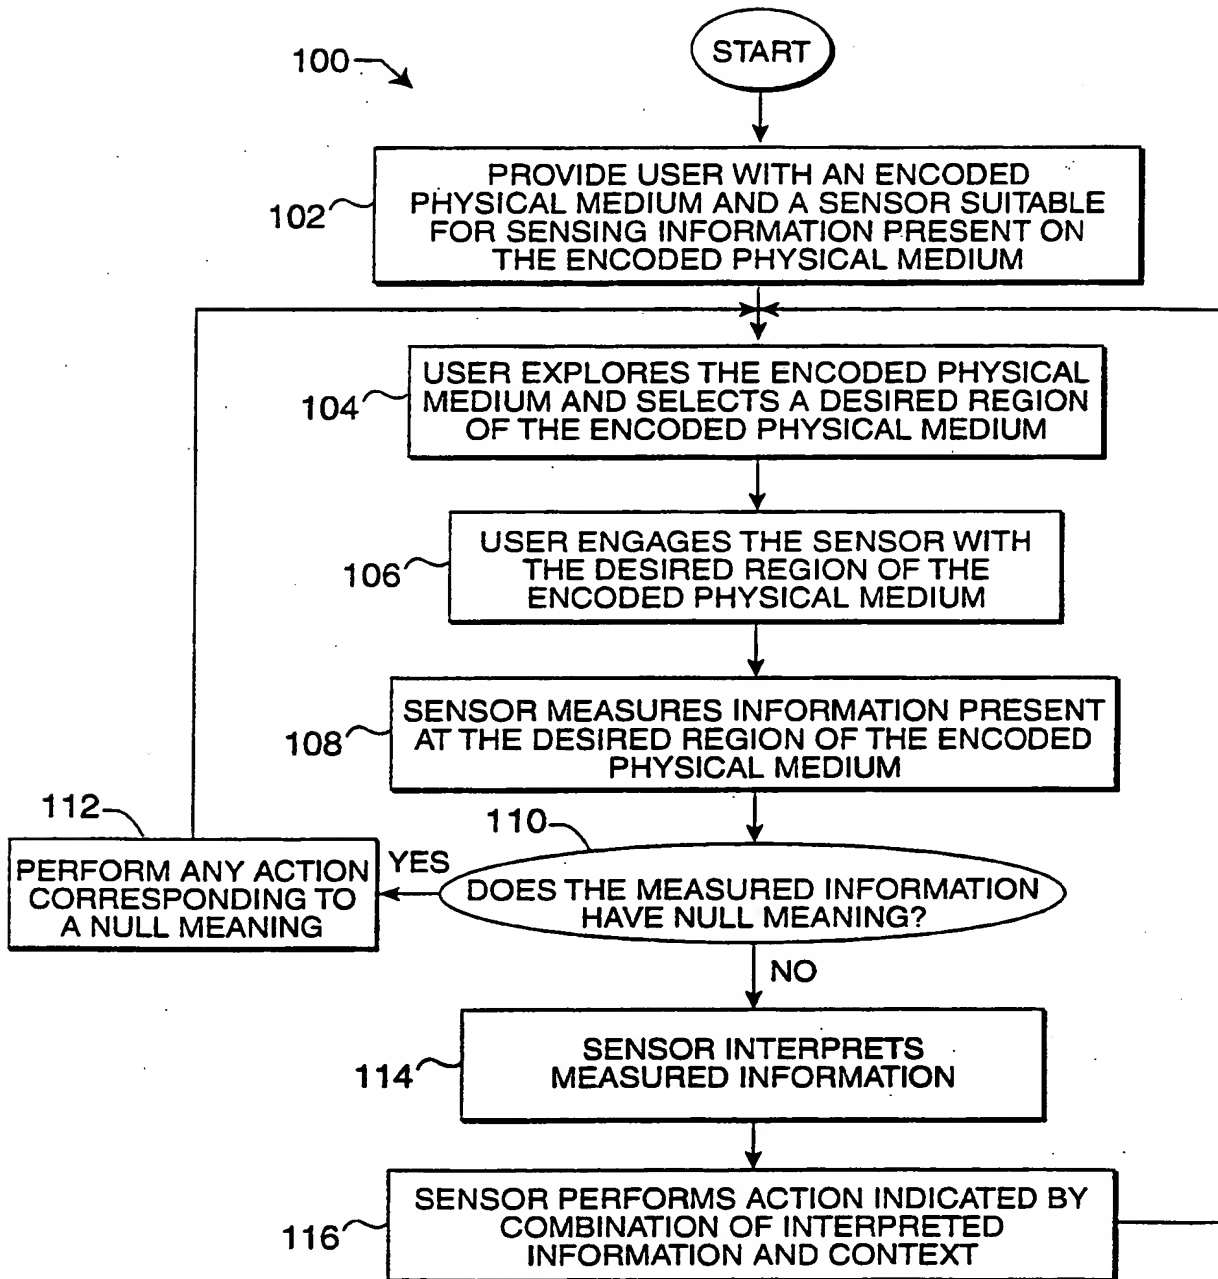 START
100
PROVIDE USER WITH AN ENCODED
PHYSICAL MEDIUM AND A SENSOR SUITABLE
FOR SENSING INFORMATION PRESENT ON
THE ENCODED PHYSICAL MEDIUM
102
USER EXPLORES THE ENCODED PHYSICAL
MEDIUM AND SELECTS A DESIRED REGION
OF THE ENCODED PHYSICAL MEDIUM
104
USER ENGAGES THE SENSOR WITH
THE DESIRED REGION OF THE
ENCODED PHYSICAL MEDIUM
106
SENSOR MEASURES INFORMATION PRESENT
AT THE DESIRED REGION OF THE ENCODED
PHYSICAL MEDIUM
108
110
DOES THE MEASURED INFORMATION
HAVE NULL MEANING?
YES
112
PERFORM ANY ACTION
CORRESPONDING TO
A NULL MEANING
NO
SENSOR INTERPRETS
MEASURED INFORMATION
114
SENSOR PERFORMS ACTION INDICATED BY
COMBINATION OF INTERPRETED
INFORMATION AND CONTEXT
116